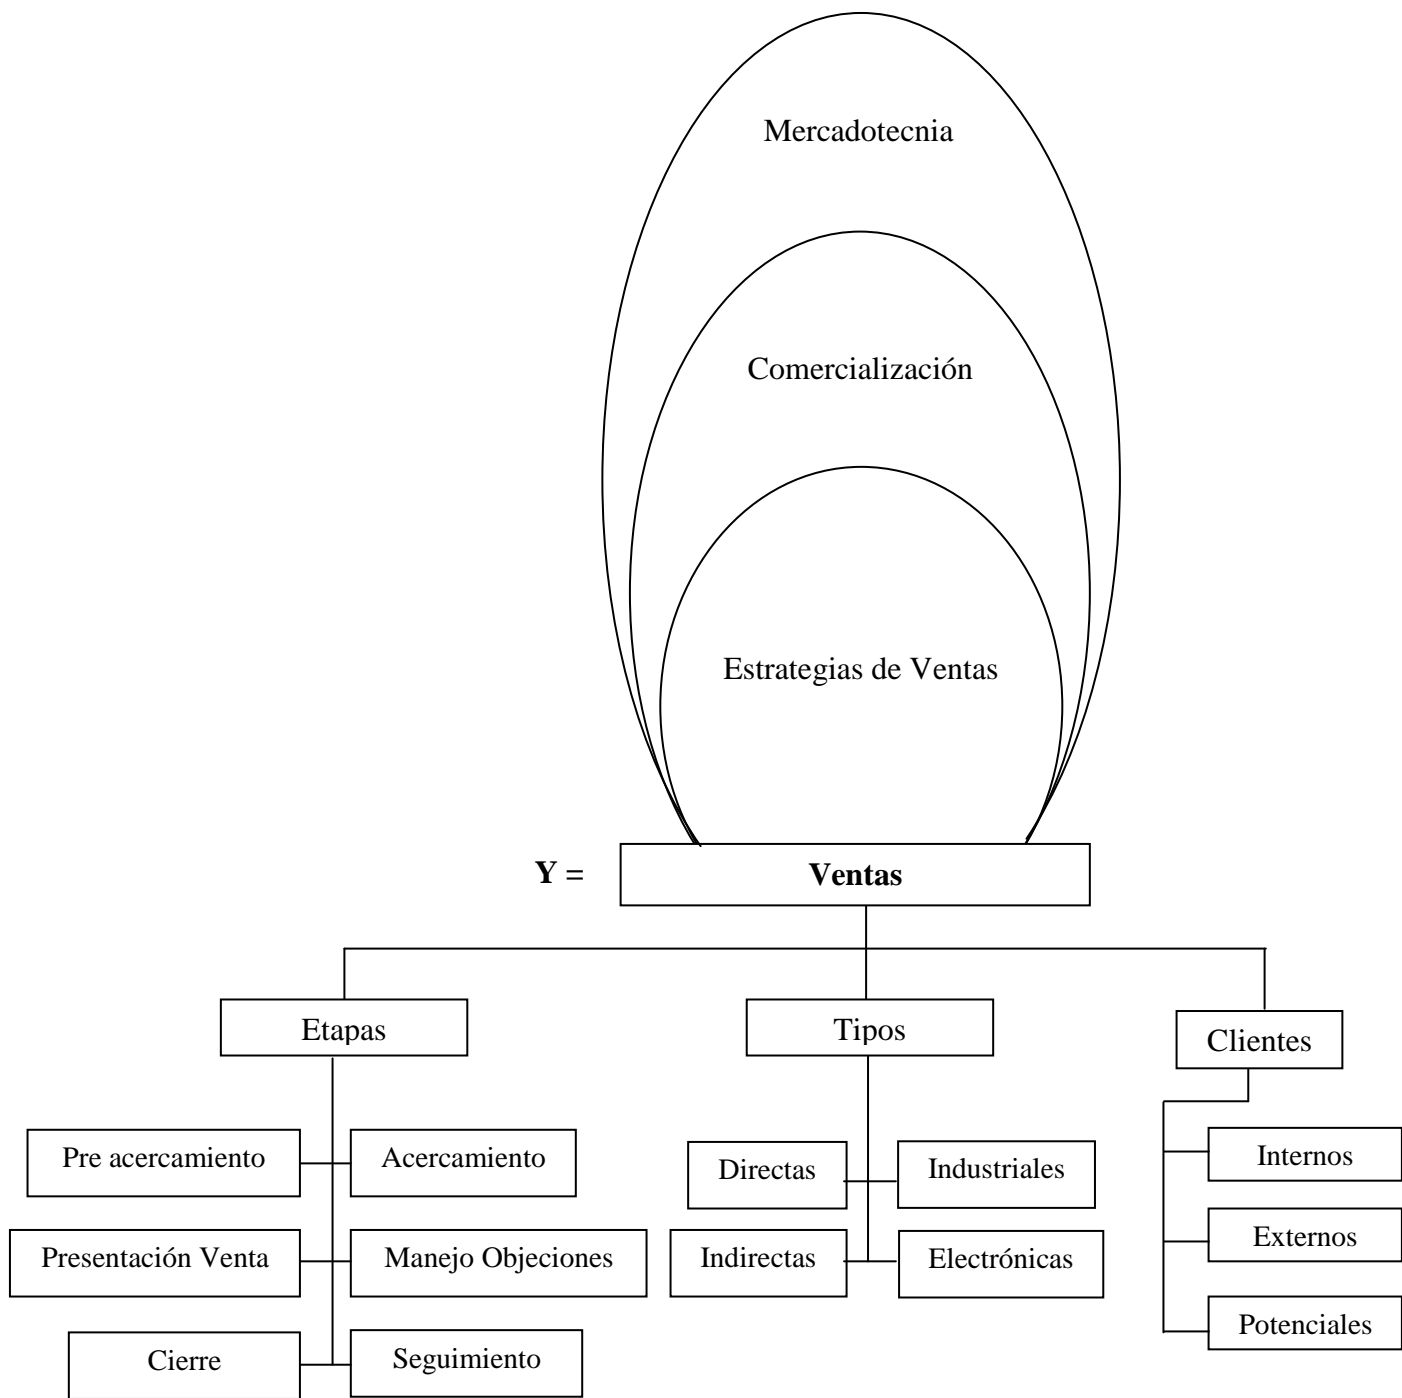 Mercadotecnia
Comercialización
Estrategias de Ventas
Y =
Ventas
Etapas
Tipos
Clientes
Pre acercamiento
Acercamiento
Presentación Venta
Manejo Objeciones
Cierre
Seguimiento
Directas
Industriales
Indirectas
Electrónicas
Internos
Externos
Potenciales